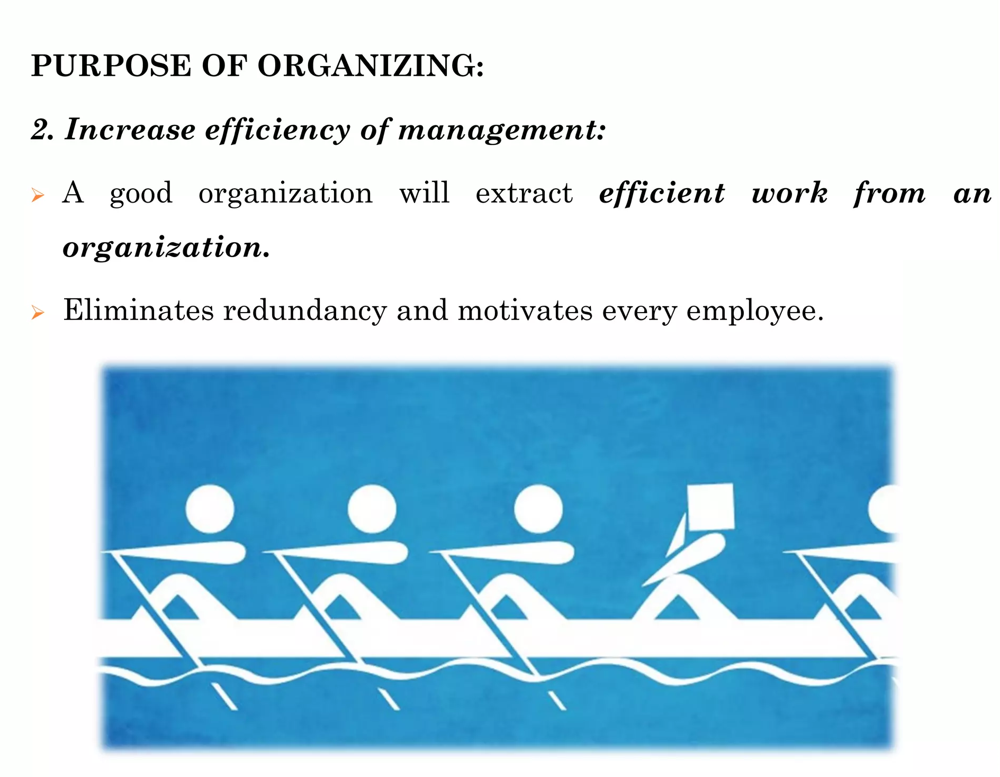 PURPOSE OF ORGANIZING:
2. Increase efficiency of management:
➢ A good organization will extract efficient work from an
organization.
➢ Eliminates redundancy and motivates every employee.